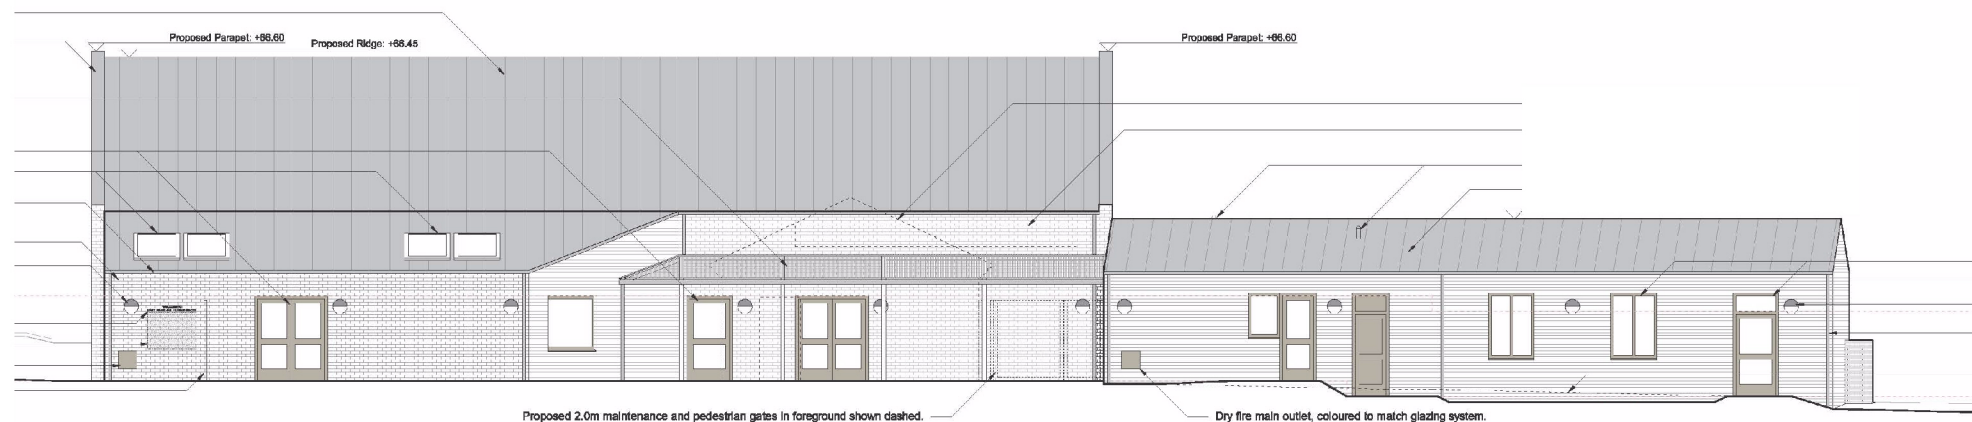 Proposed Parapet: +66.60
Proposed Ridge: +66.45
Proposed Parapet: +66.60
Proposed 2.0m maintenance and pedestrian gates in foreground shown dashed.
Dry fire main outlet, coloured to match glazing system.